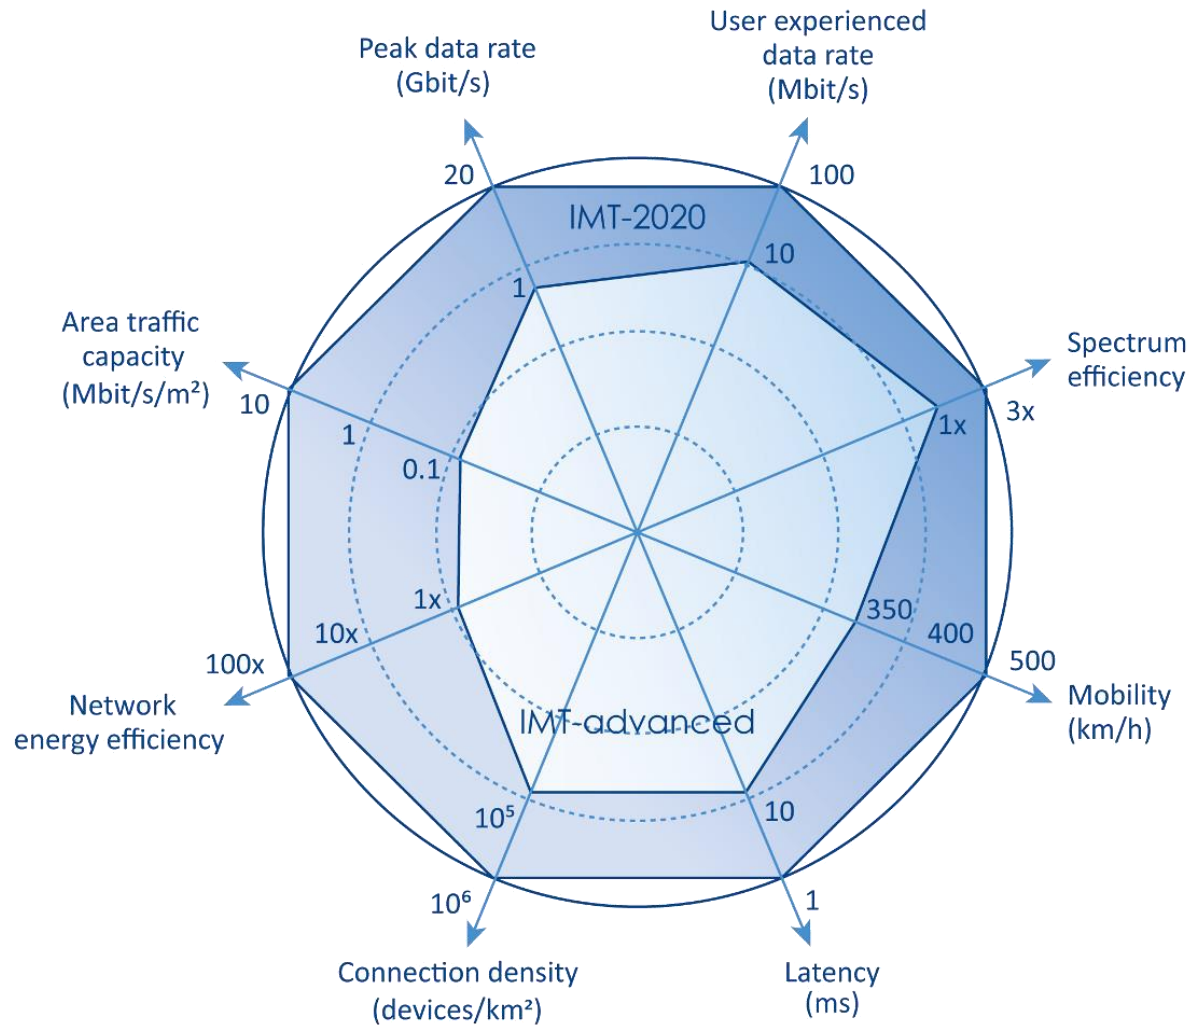 User experienced
data rate
(Mbit/s)
Peak data rate
(Gbit/s)
20
100
IMT-2020
10
1
Area traffic
capacity
(Mbit/s/m²)
Spectrum
efficiency
10
1
0.1
1x
3x
1x
10x
100x
350
400
500
Network
energy efficiency
Mobility
(km/h)
IMT-advanced
10⁵
10
10⁶
1
Connection density
(devices/km²)
Latency
(ms)